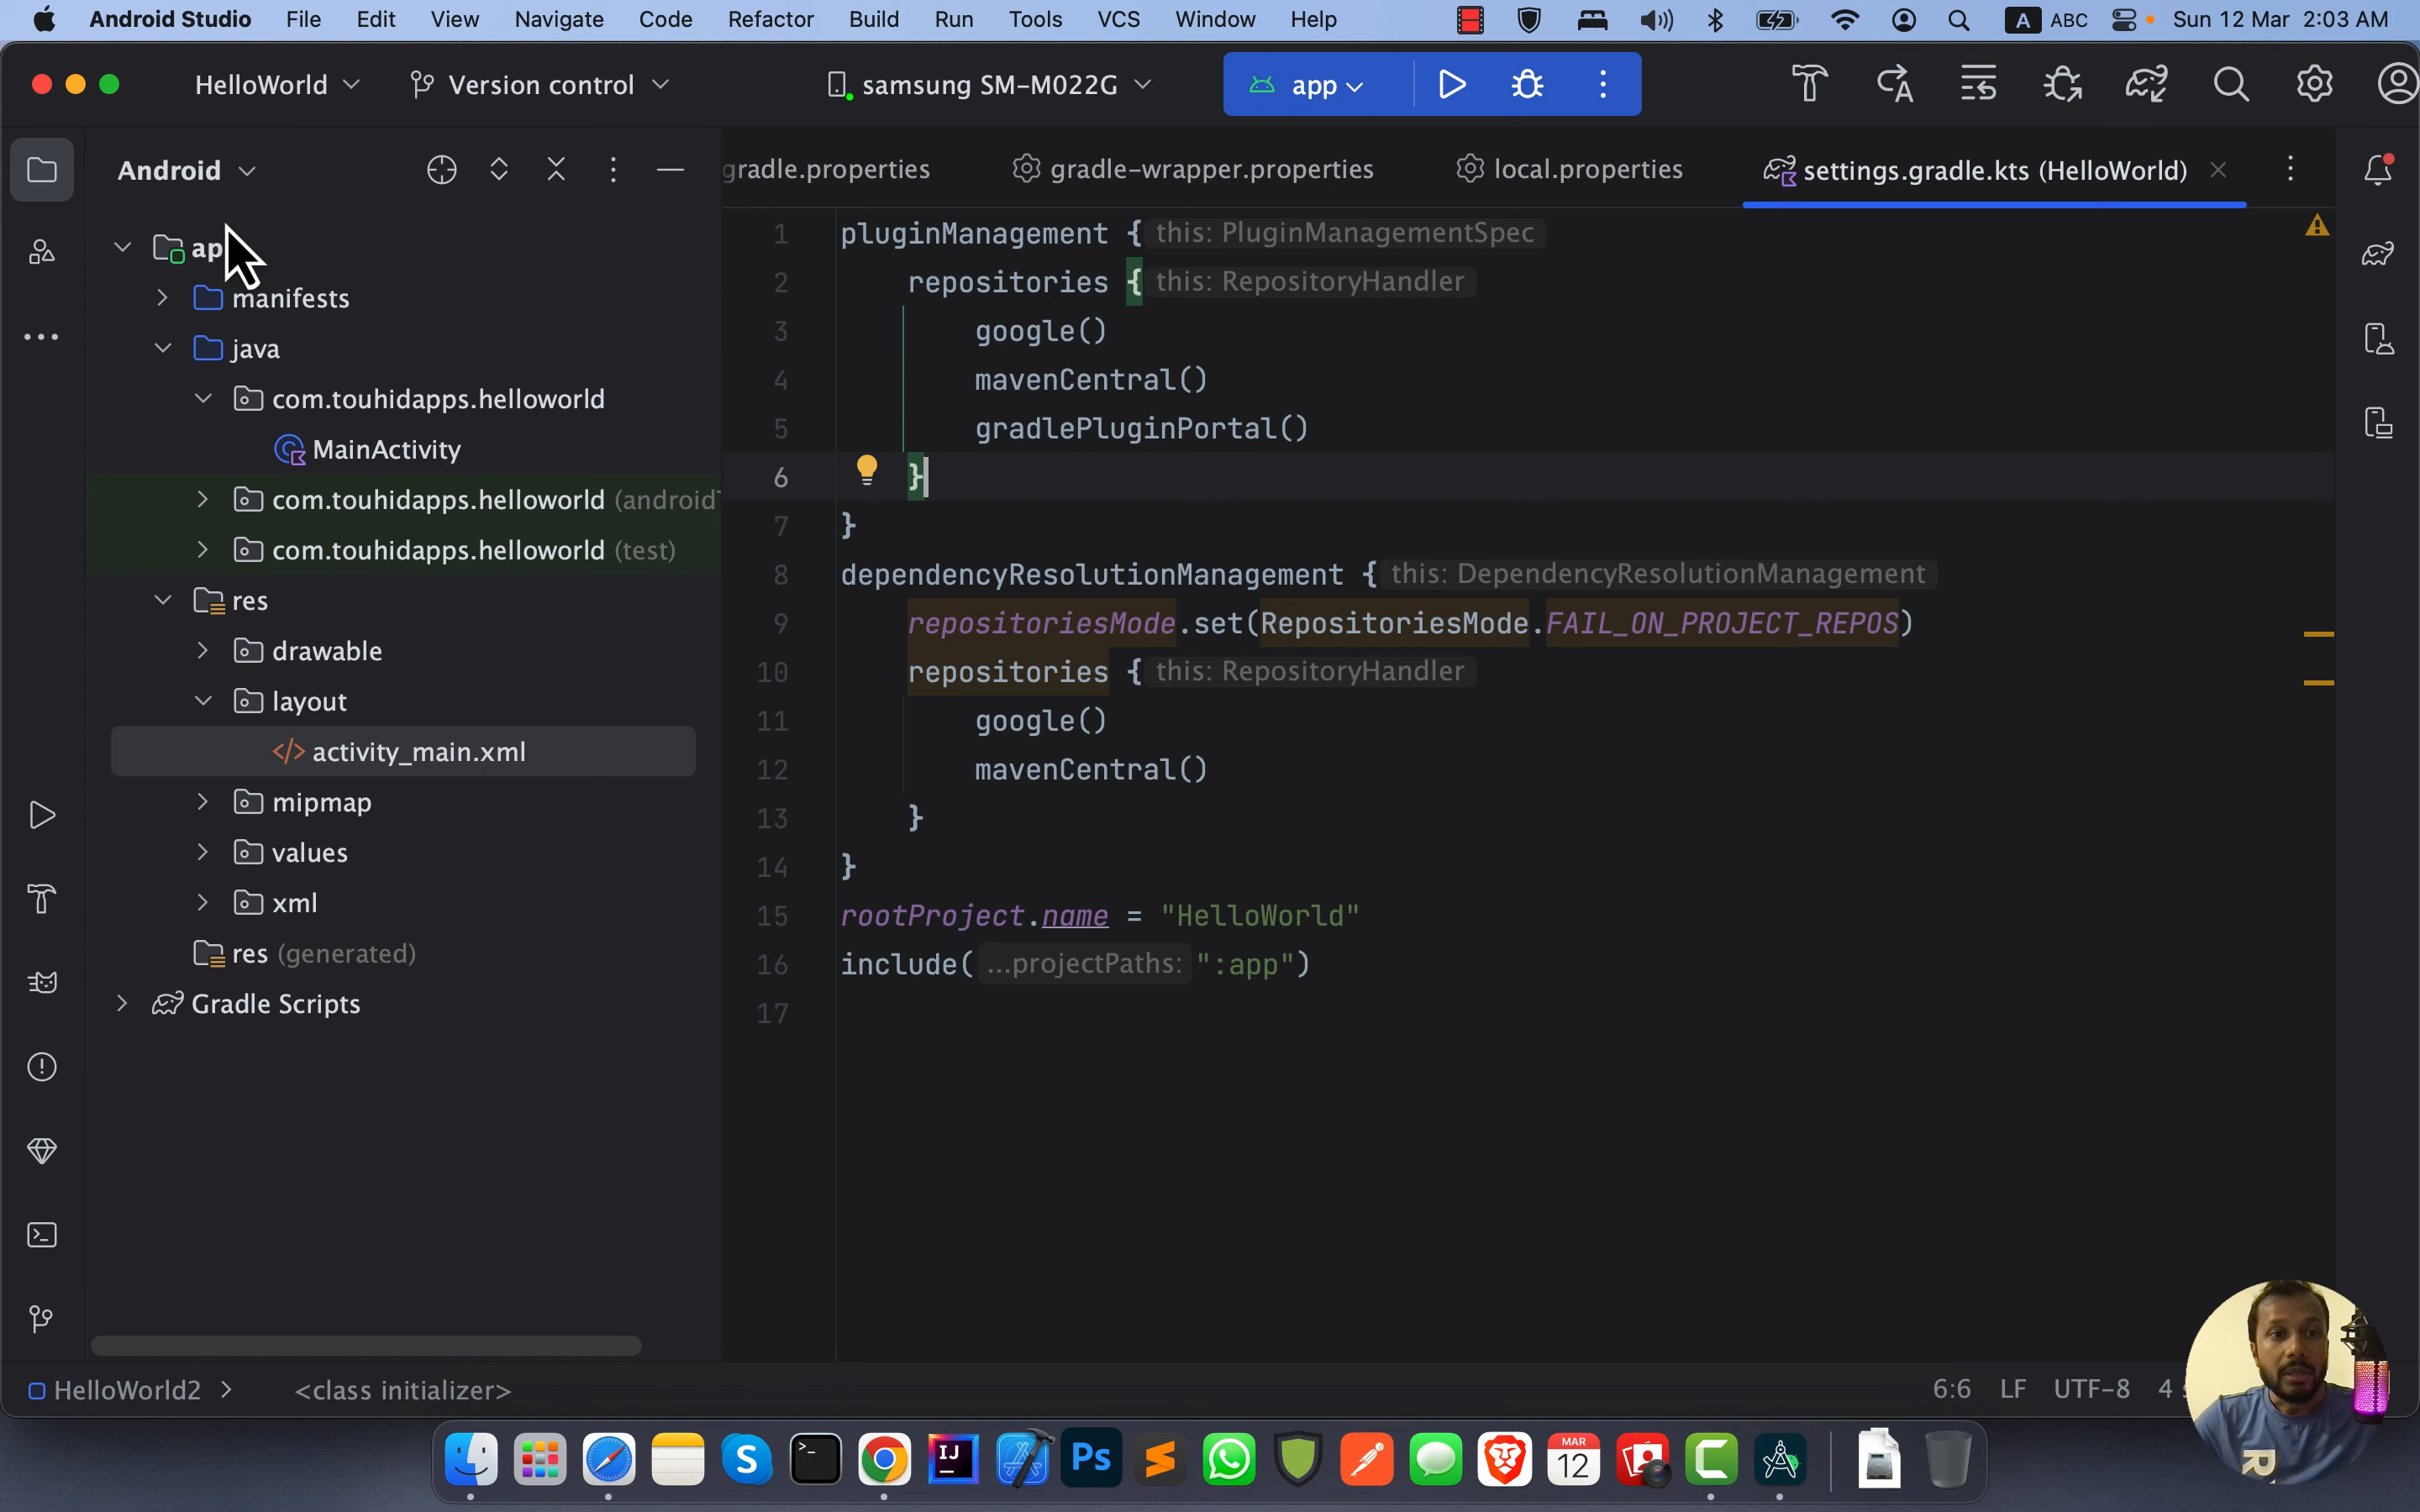 Android Studio File Edit View Navigate Code Refactor Build Run Tools VCS Window Help A ABC Sun 12 Mar 2:03 AM
HelloWorld Version control samsung SM-M022G app
Android
gradle.properties gradle-wrapper.properties local.properties settings.gradle.kts (HelloWorld)
manifests
java
com.touhidapps.helloworld
MainActivity
com.touhidapps.helloworld
com.touhidapps.helloworld (test)
res
drawable
layout
</> activity_main.xml
mipmap
values
xml
res (generated)
Gradle Scripts
1 pluginManagement { this: PluginManagementSpec
2 repositories { this: RepositoryHandler
3 google()
4 mavenCentral()
5 gradlePluginPortal()
6 }
7 }
8 dependencyResolutionManagement { this: DependencyResolutionManagement
9 repositoriesMode.set(RepositoriesMode.FAIL_ON_PROJECT_REPOS)
10 repositories { this: RepositoryHandler
11 google()
12 mavenCentral()
13 }
14 }
15 rootProject.name = "HelloWorld"
16 include( ...projectPaths: ":app")
17
HelloWorld2 > <class initializer> 6:6 LF UTF-8 4
S >_ IJ Ps MAR 12 C
R